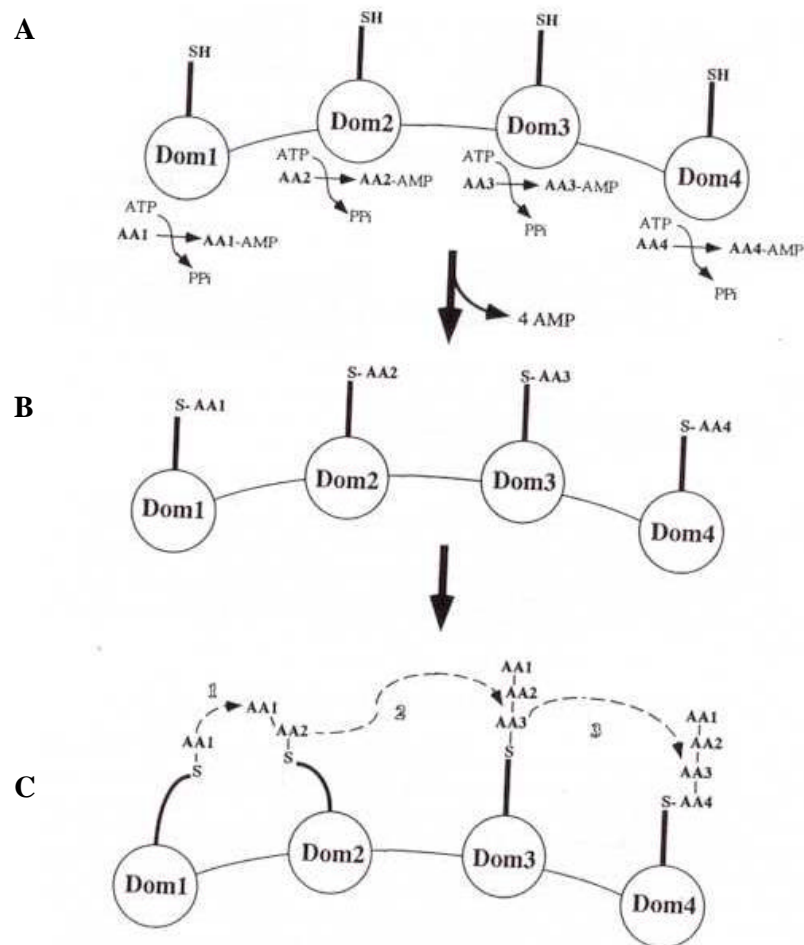 A
SH
SH
SH
SH
Dom1
Dom2
Dom3
Dom4
ATP
AA1
AA1-AMP
PPi
ATP
AA2
AA2-AMP
PPi
ATP
AA3
AA3-AMP
PPi
ATP
AA4
AA4-AMP
PPi
4 AMP
B
S- AA1
S- AA2
S- AA3
S- AA4
Dom1
Dom2
Dom3
Dom4
C
1
AA1
S
AA1
AA2
S
2
AA1
AA2
AA3
S
3
AA1
AA2
AA3
S-AA4
Dom1
Dom2
Dom3
Dom4